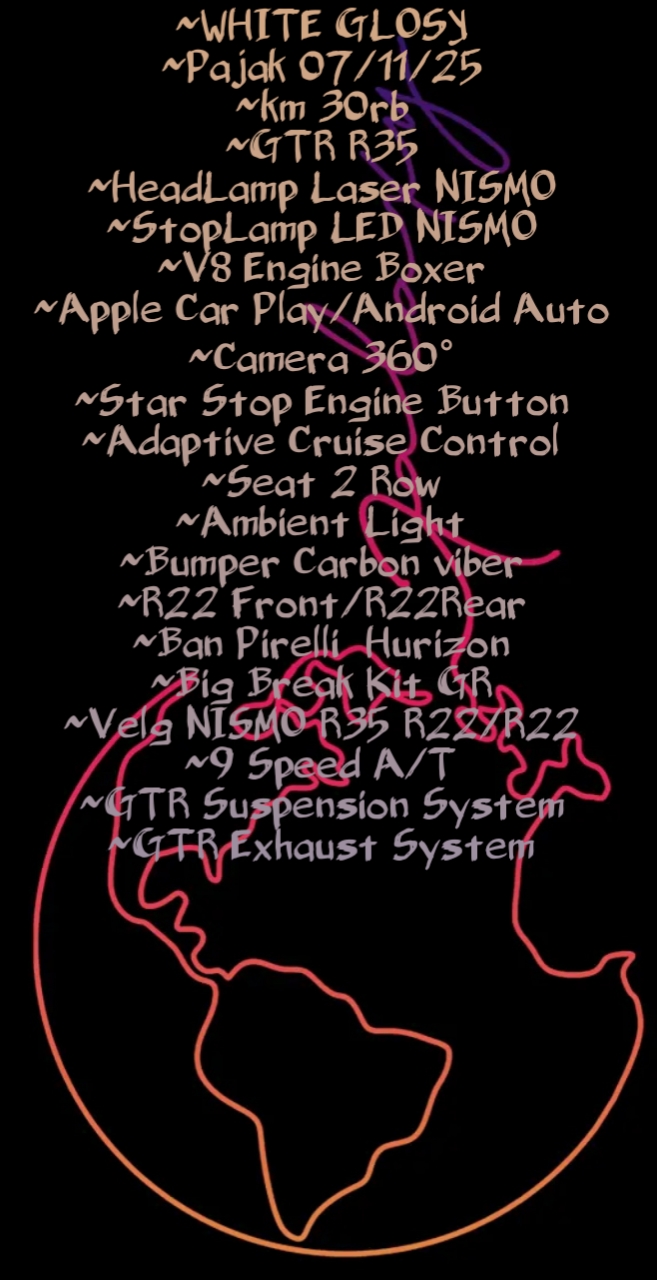 ~WHITE GLOSY
~Pajak 07/11/25
~km 30rb
~GTR R35
~HeadLamp Laser NISMO
~StopLamp LED NISMO
~V8 Engine Boxer
~Apple Car Play/Android Auto
~Camera 360°
~Star Stop Engine Button
~Adaptive Cruise Control
~Seat 2 Row
~Ambient Light
~Bumper Carbon viber
~R22 Front/R22Rear
~Ban Pirelli Hurizon
~Big Break Kit GR
~Velg NISMO R35 R22/R22
~9 Speed A/T
~GTR Suspension System
~GTR Exhaust System